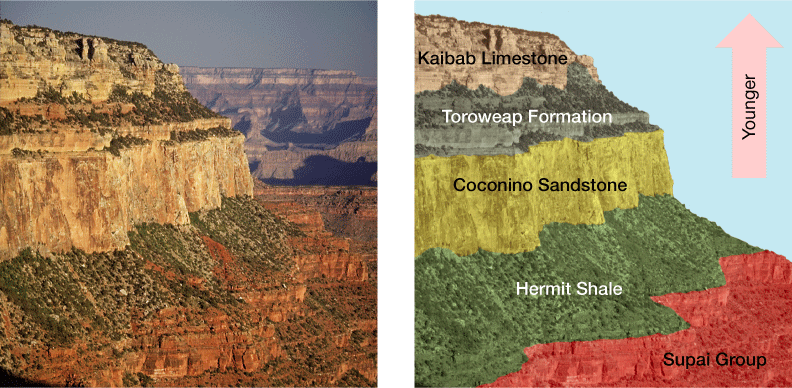 Kaibab Limestone
Toroweap Formation
Coconino Sandstone
Hermit Shale
Supai Group
Younger